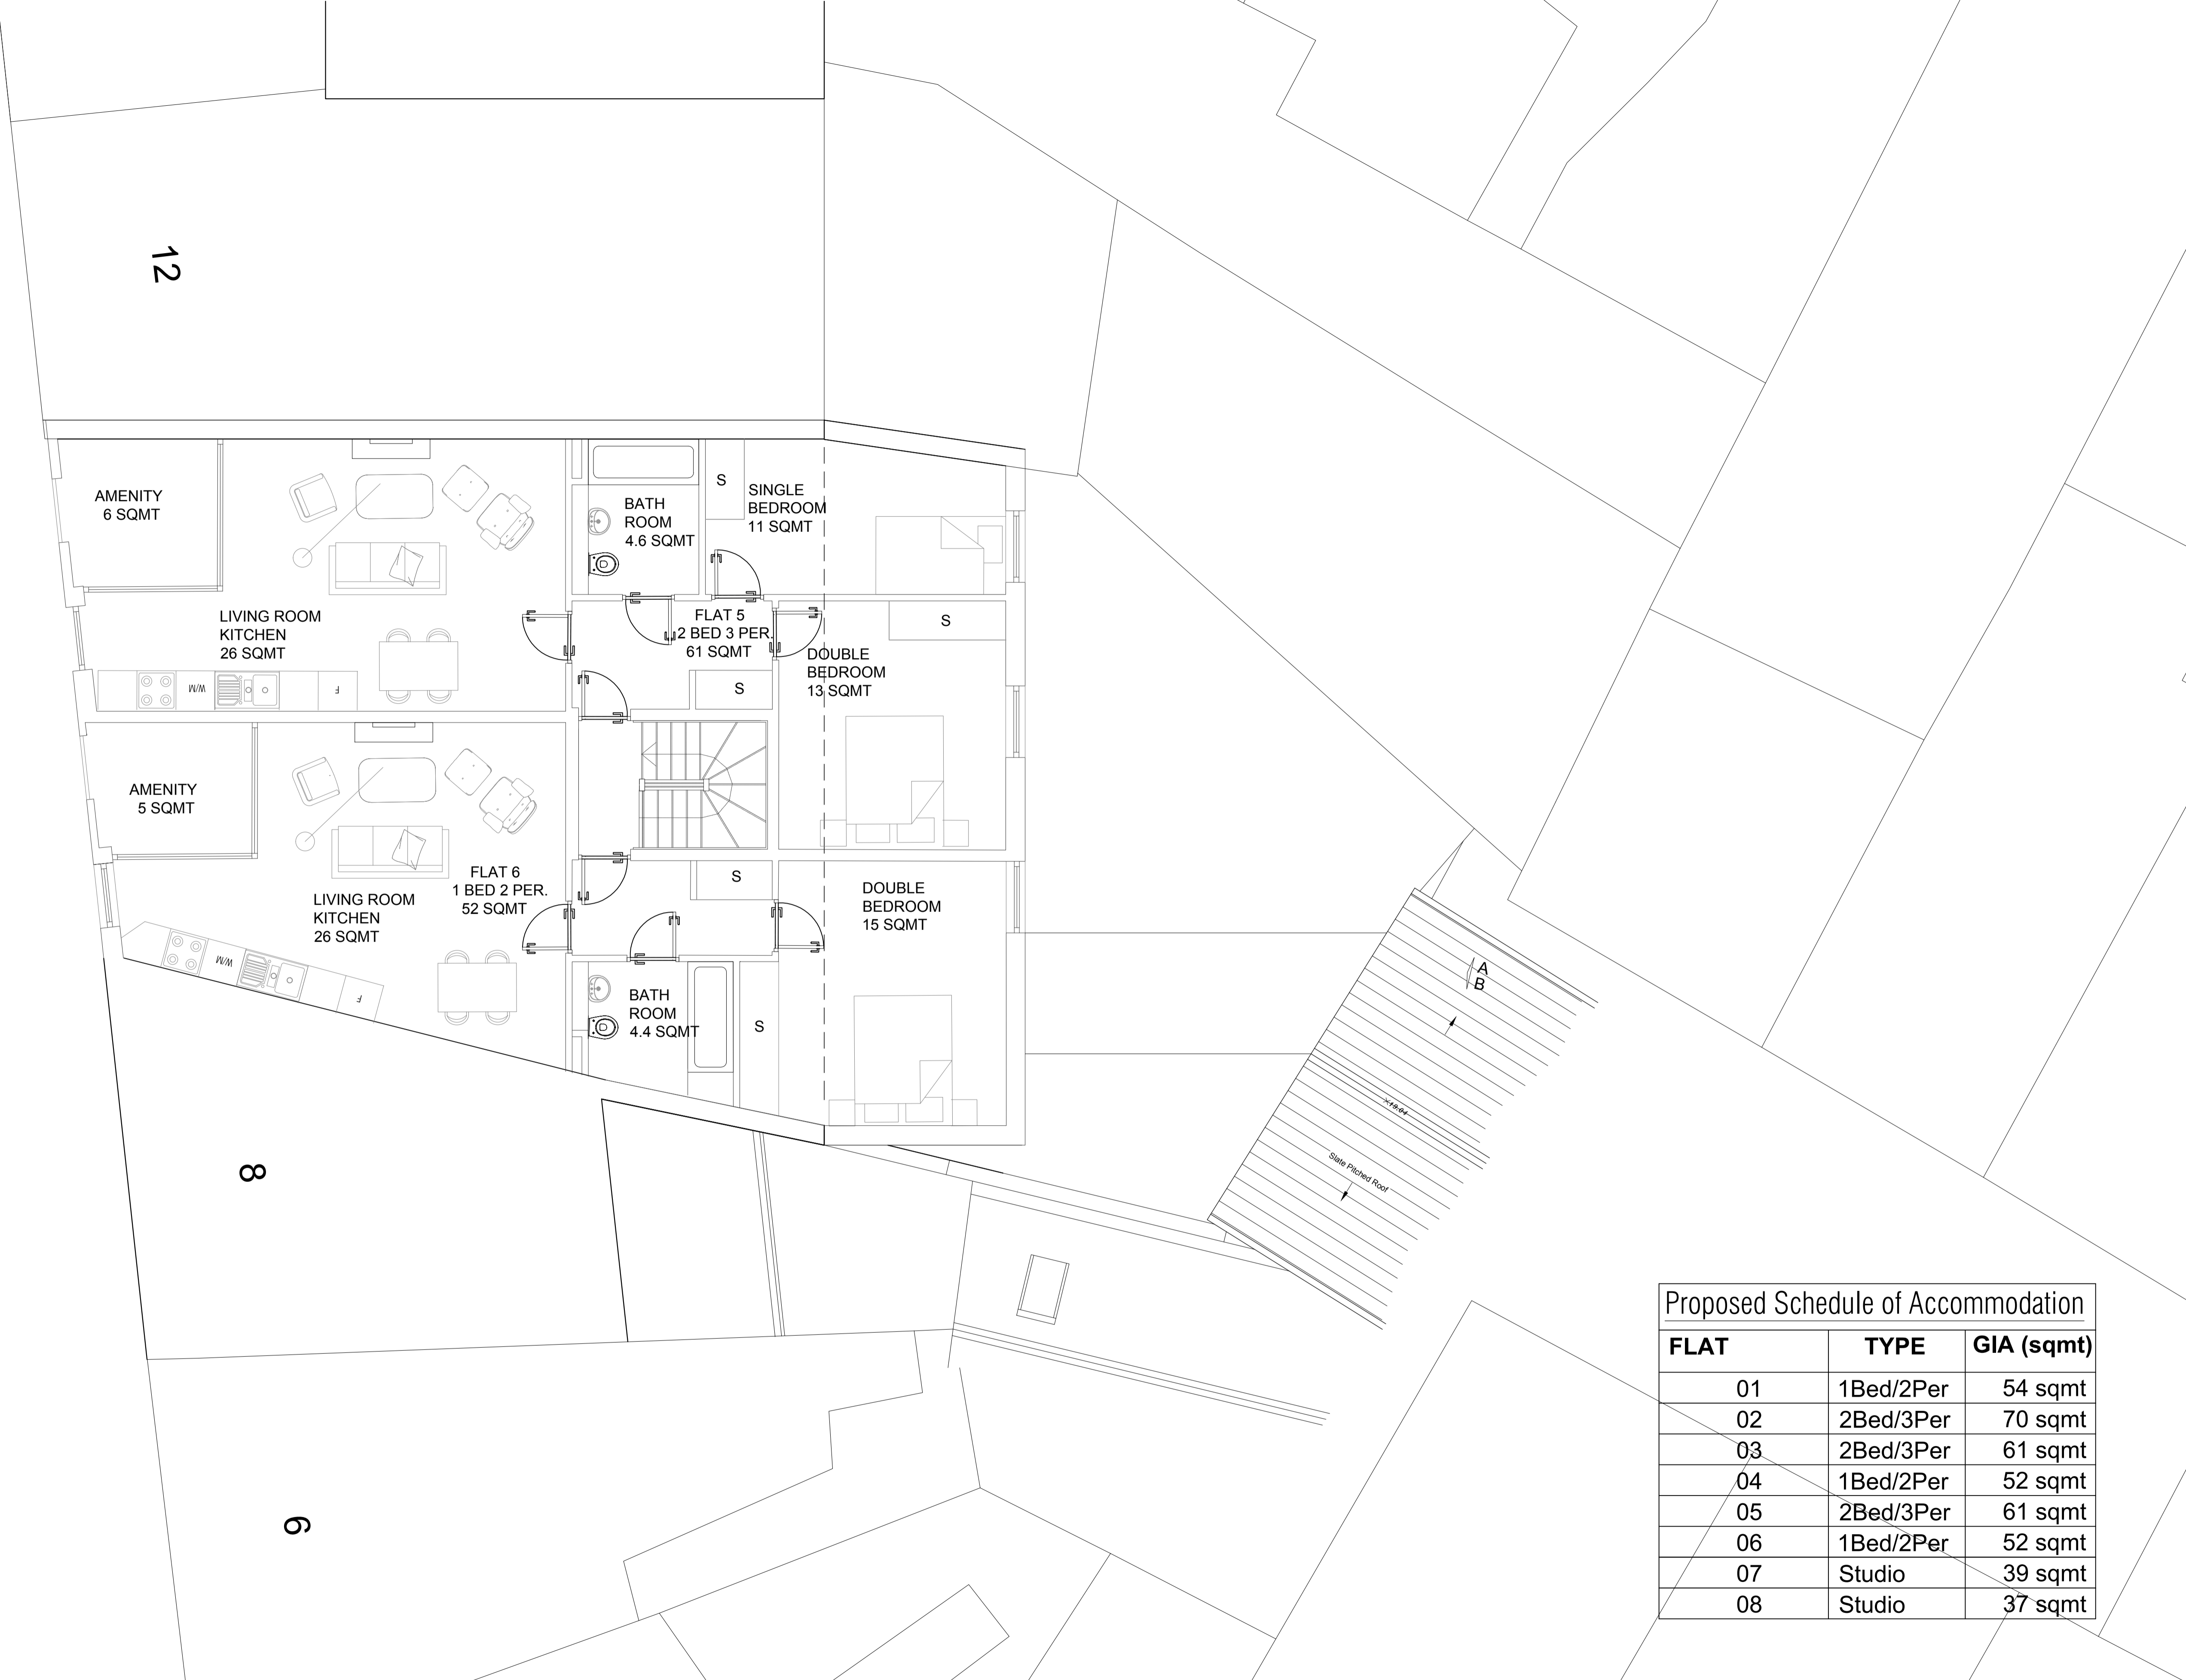 12
AMENITY
6 SQMT
LIVING ROOM
KITCHEN
26 SQMT
W/M
F
BATH
ROOM
4.6 SQMT
S
SINGLE
BEDROOM
11 SQMT
FLAT 5
2 BED 3 PER.
61 SQMT
S
DOUBLE
BEDROOM
13 SQMT
S
AMENITY
5 SQMT
LIVING ROOM
KITCHEN
26 SQMT
FLAT 6
1 BED 2 PER.
52 SQMT
W/M
F
S
DOUBLE
BEDROOM
15 SQMT
BATH
ROOM
4.4 SQMT
S
A
B
×18.04
Slate Pitched Roof
8
6
Proposed Schedule of Accommodation
FLAT TYPE GIA (sqmt)
01 1Bed/2Per 54 sqmt
02 2Bed/3Per 70 sqmt
03 2Bed/3Per 61 sqmt
04 1Bed/2Per 52 sqmt
05 2Bed/3Per 61 sqmt
06 1Bed/2Per 52 sqmt
07 Studio 39 sqmt
08 Studio 37 sqmt